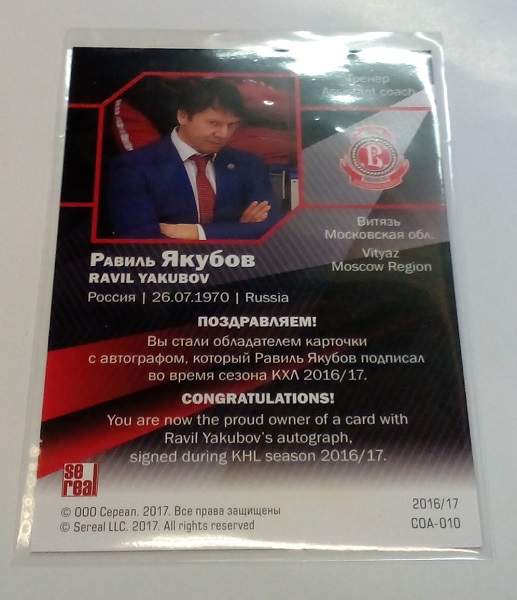 Тренер
Assistant coach
Витязь
Московская обл.
Vityaz
Moscow Region
Равиль Якубов
RAVIL YAKUBOV
Россия | 26.07.1970 | Russia
ПОЗДРАВЛЯЕМ!
Вы стали обладателем карточки
с автографом, который Равиль Якубов подписал
во время сезона КХЛ 2016/17.
CONGRATULATIONS!
You are now the proud owner of a card with
Ravil Yakubov's autograph,
signed during KHL season 2016/17.
se
real
© ООО Сереал. 2017. Все права защищены
© Sereal LLC. 2017. All rights reserved
2016/17
COA-010